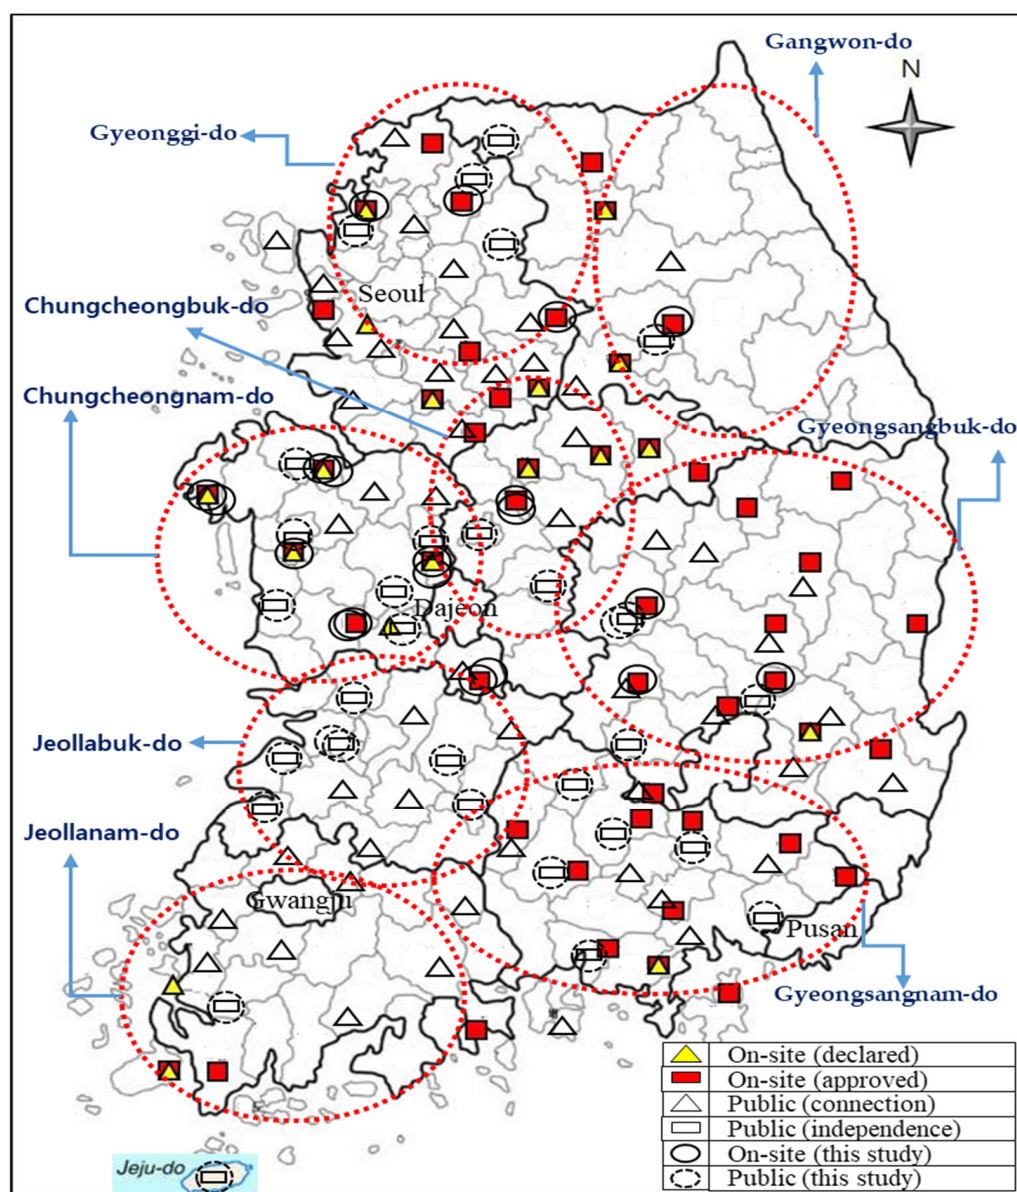 Gangwon-do
N
Gyeonggi-do
Chungcheongbuk-do
Seoul
Chungcheongnam-do
Gyeongsangbuk-do
Dajeon
Jeollabuk-do
Jeollanam-do
Gwangju
Pusan
Gyeongsangnam-do
On-site (declared)
On-site (approved)
Public (connection)
Public (independence)
On-site (this study)
Public (this study)
Jeju-do